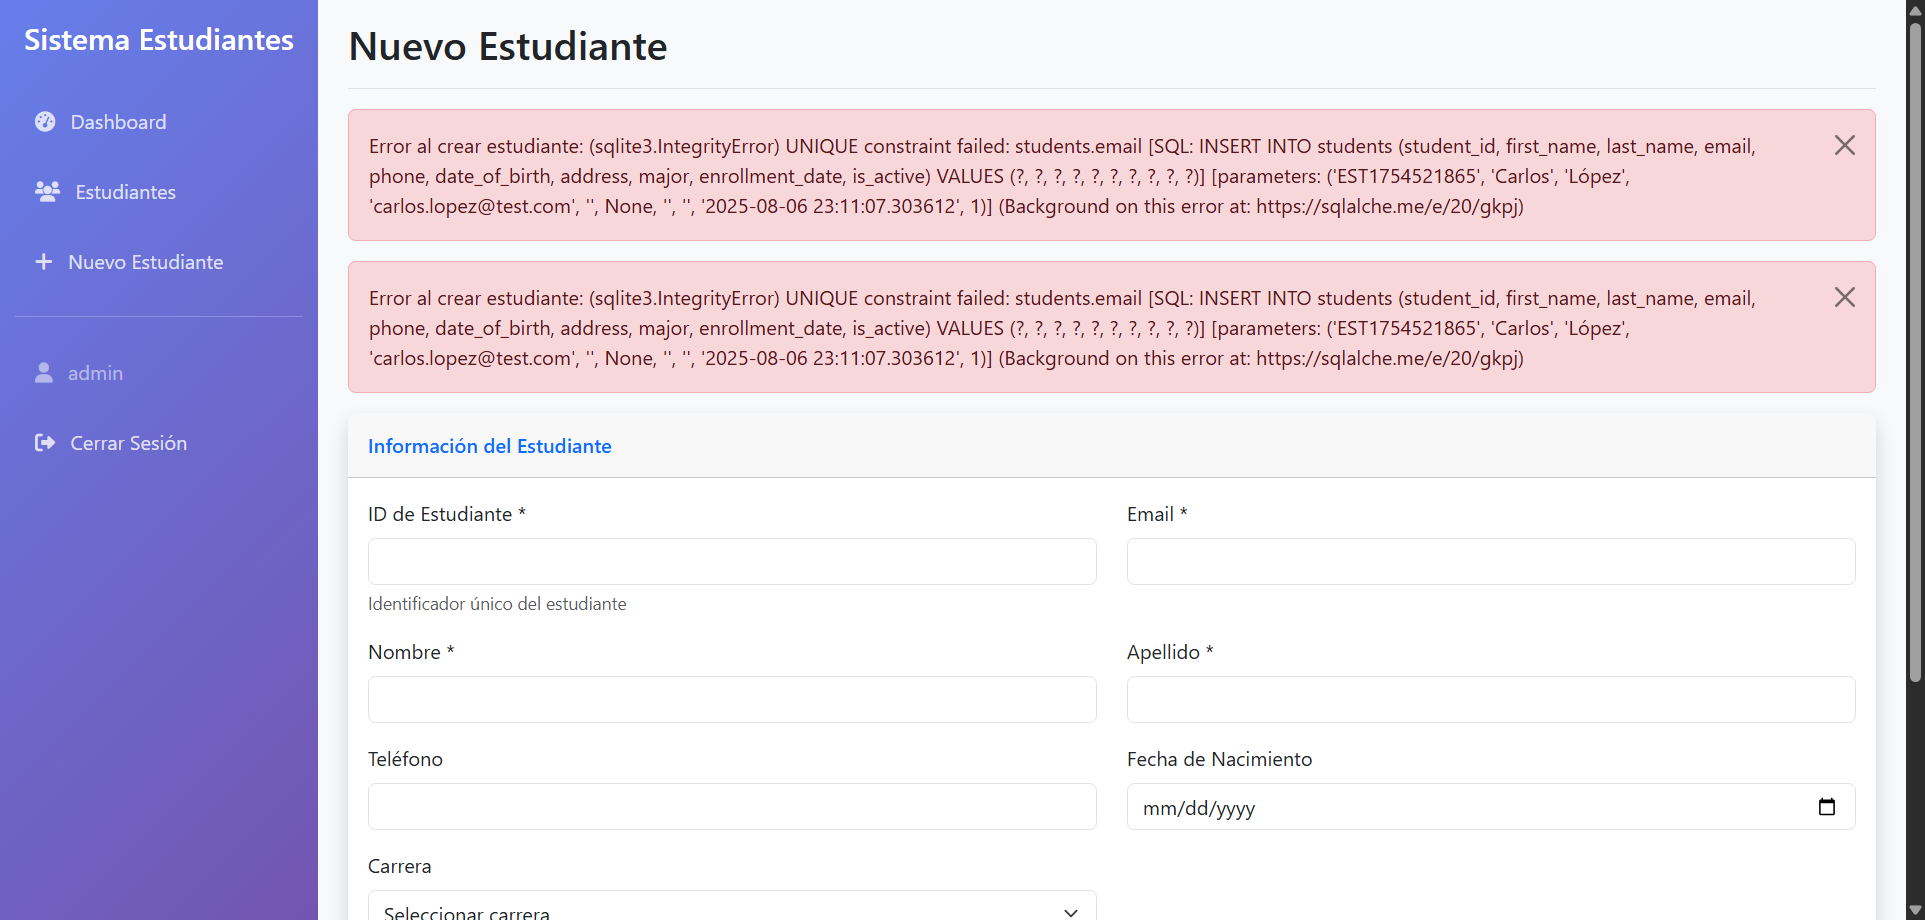 Sistema Estudiantes
Dashboard
Estudiantes
Nuevo Estudiante
admin
Cerrar Sesión
Nuevo Estudiante
Error al crear estudiante: (sqlite3.IntegrityError) UNIQUE constraint failed: students.email [SQL: INSERT INTO students (student_id, first_name, last_name, email,
phone, date_of_birth, address, major, enrollment_date, is_active) VALUES (?, ?, ?, ?, ?, ?, ?, ?, ?, ?)] [parameters: ('EST1754521865', 'Carlos', 'López',
'carlos.lopez@test.com', '', None, '', '', '2025-08-06 23:11:07.303612', 1)] (Background on this error at: https://sqlalche.me/e/20/gkpj)
Error al crear estudiante: (sqlite3.IntegrityError) UNIQUE constraint failed: students.email [SQL: INSERT INTO students (student_id, first_name, last_name, email,
phone, date_of_birth, address, major, enrollment_date, is_active) VALUES (?, ?, ?, ?, ?, ?, ?, ?, ?, ?)] [parameters: ('EST1754521865', 'Carlos', 'López',
'carlos.lopez@test.com', '', None, '', '', '2025-08-06 23:11:07.303612', 1)] (Background on this error at: https://sqlalche.me/e/20/gkpj)
Información del Estudiante
ID de Estudiante *
Email *
Identificador único del estudiante
Nombre *
Apellido *
Teléfono
Fecha de Nacimiento
mm/dd/yyyy
Carrera
Seleccionar carrera